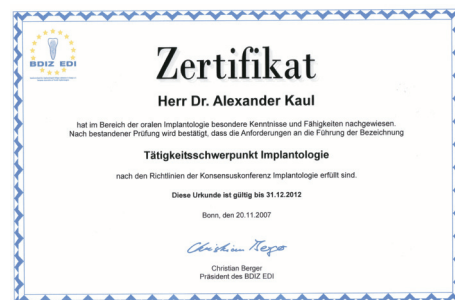 BDIZ EDI
Zertifikat
Herr Dr. Alexander Kaul
hat im Bereich der oralen Implantologie besondere Kenntnisse und Fähigkeiten nachgewiesen.
Nach bestandener Prüfung wird bestätigt, dass die Anforderungen an die Führung der Bezeichnung
Tätigkeitsschwerpunkt Implantologie
nach den Richtlinien der Konsensuskonferenz Implantologie erfüllt sind.
Diese Urkunde ist gültig bis 31.12.2012
Bonn, den 20.11.2007
Christian Berger
Christian Berger
Präsident des BDIZ EDI